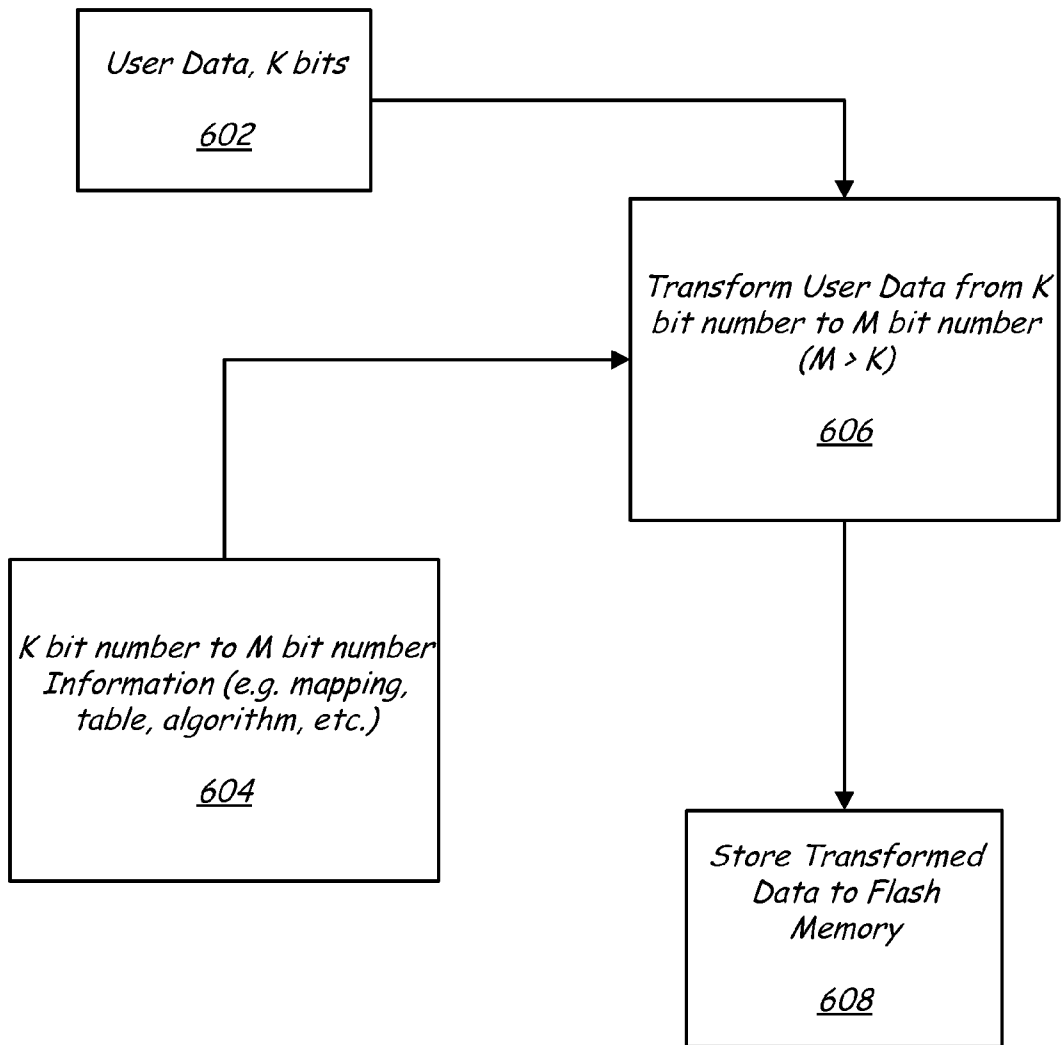 User Data, K bits
602
Transform User Data from K
bit number to M bit number
(M > K)
606
K bit number to M bit number
Information (e.g. mapping,
table, algorithm, etc.)
604
Store Transformed
Data to Flash
Memory
608